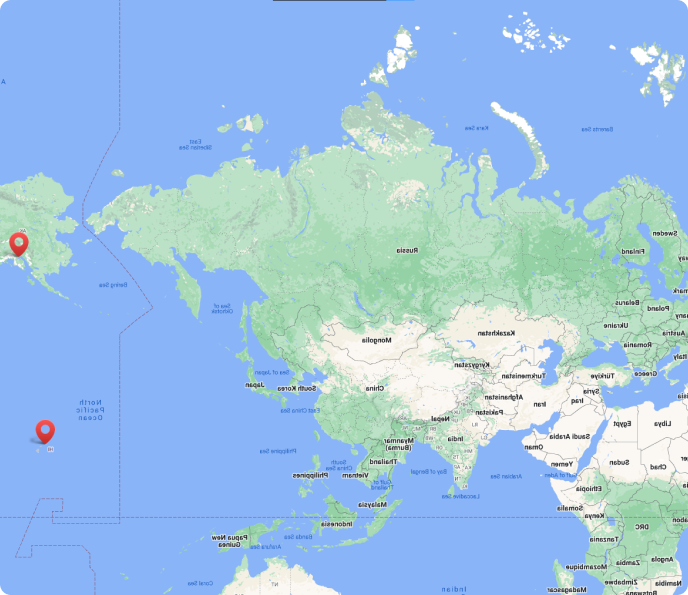 A
East
Siberian Sea
Kara Sea
Barents Sea
AK
Sweden
Finland
Russia
Bering Sea
Sea of
Okhotsk
Belarus
Poland
Ukraine
Austria
Romania
Italy
Kazakhstan
Mongolia
Greece
Sea of Japan
Kyrgyzstan
Türkiye
Turkmenistan
Japan
South Korea
China
Syria
Afghanistan
Iraq
Iran
North
Pacific
Ocean
East China Sea
Pakistan
Nepal
Egypt
Libya
Saudi Arabia
India
Myanmar
(Burma)
Oman
HI
Philippine Sea
Yemen
Sudan
Chad
Thailand
South
China Sea
Bay of Bengal
Arabian Sea
Gulf of Aden
Philippines
Vietnam
Gulf of
Thailand
Ethiopia
Laccadive Sea
Malaysia
Somalia
Kenya
Indonesia
DRC
Papua New
Guinea
Banda Sea
Arafura Sea
Tanzania
Angola
Zambia
Mozambique
Coral Sea
Indian
Madagascar
Zimbabwe
Namibia
Botswana